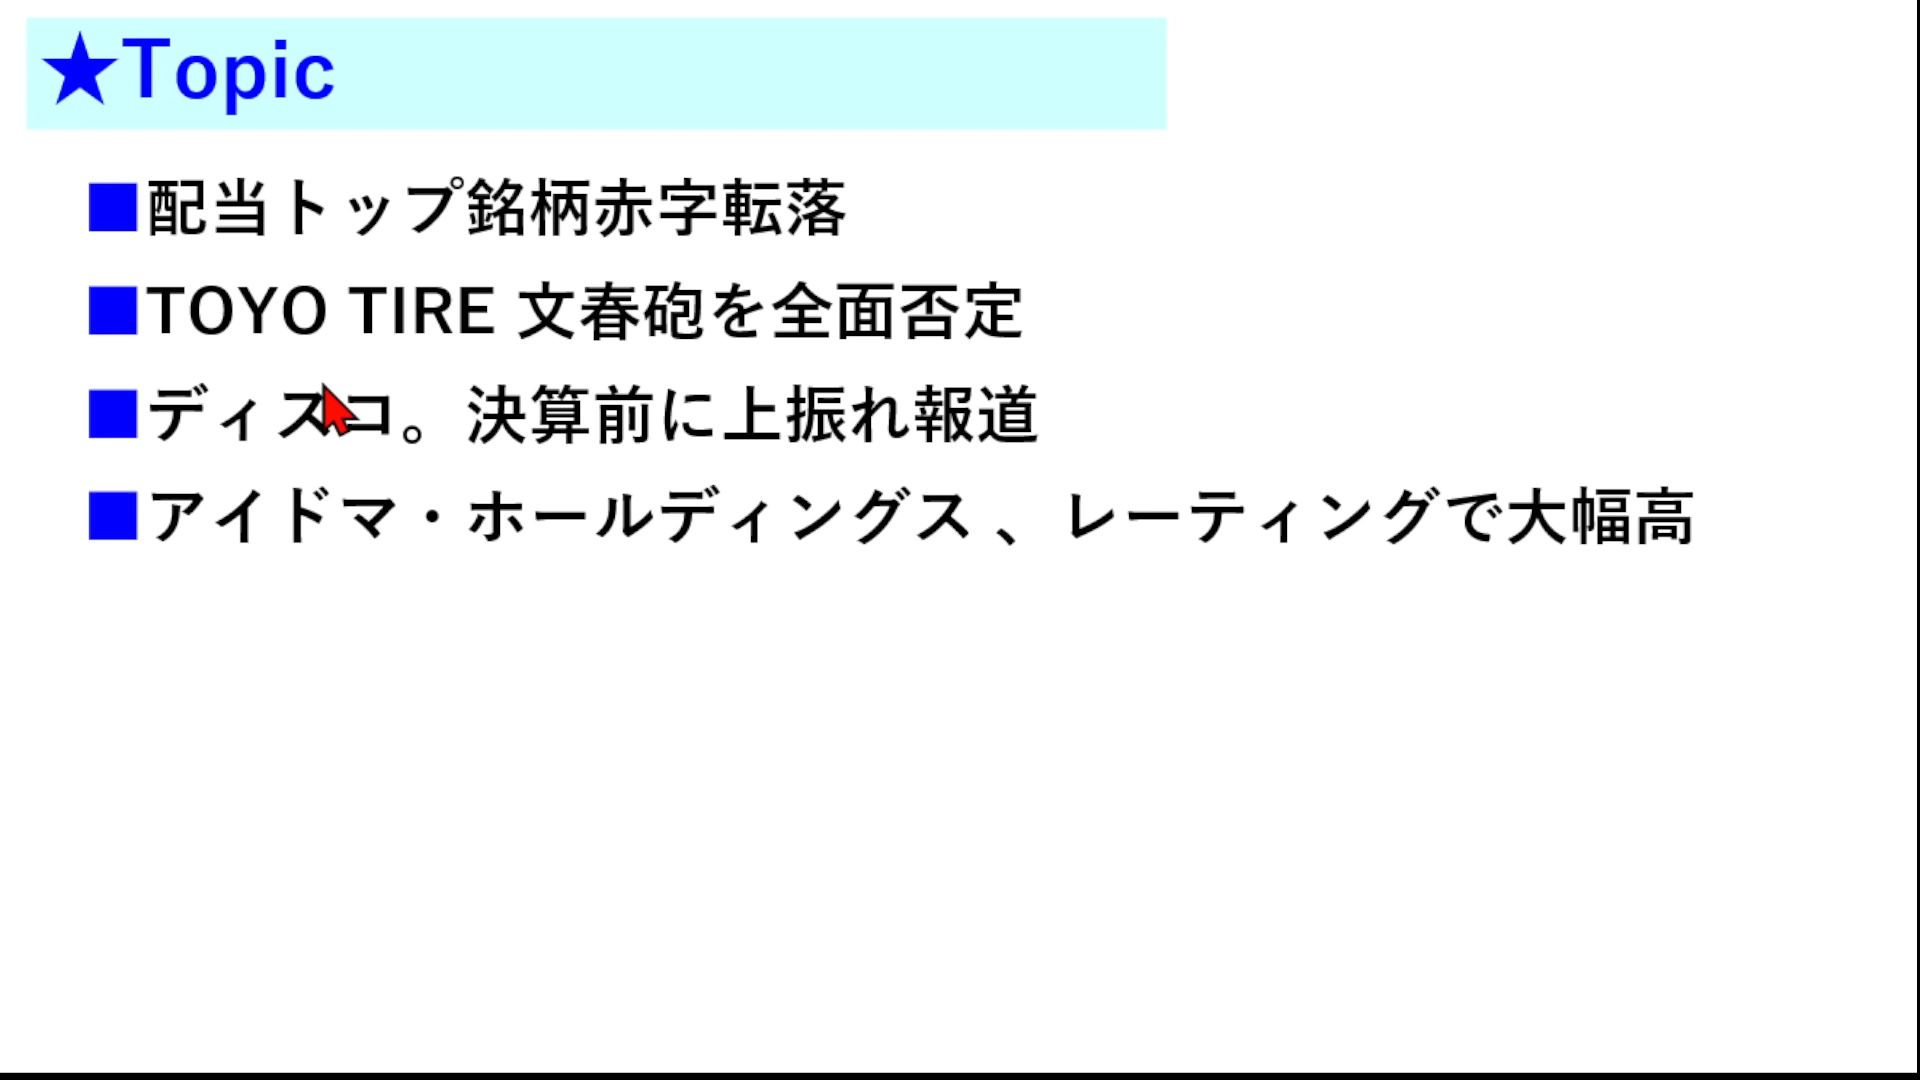 ★Topic
■配当トップ銘柄赤字転落
■TOYO TIRE 文春砲を全面否定
■ディスコ。決算前に上振れ報道
■アイドマ・ホールディングス 、レーティングで大幅高